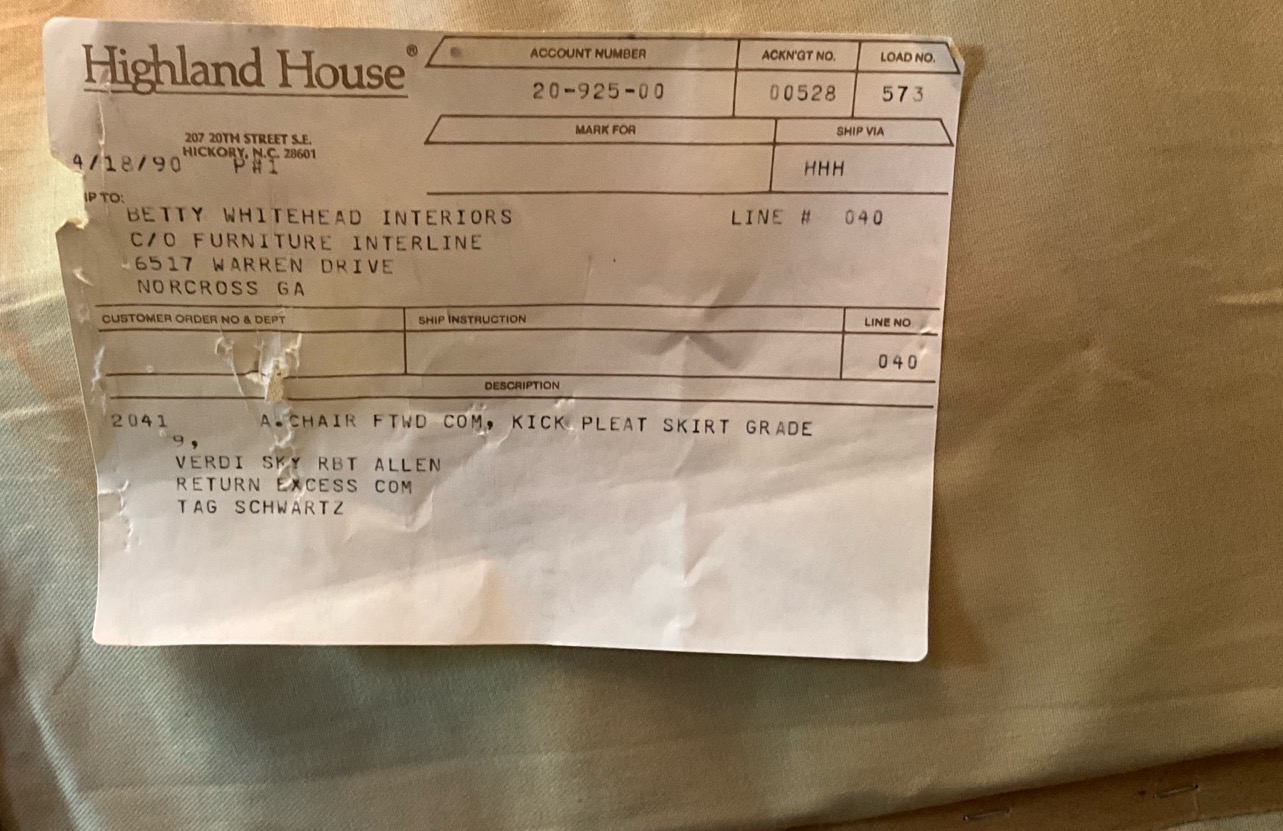 Highland House®
ACCOUNT NUMBER ACKN'GT NO. LOAD NO.
20-925-00 00528 573
MARK FOR SHIP VIA
HHH
207 20TH STREET S.E.
HICKORY, N.C. 28601
4/18/90 P#1
IP TO:
BETTY WHITEHEAD INTERIORS LINE # 040
C/O FURNITURE INTERLINE
6517 WARREN DRIVE
NORCROSS GA
CUSTOMER ORDER NO & DEPT SHIP INSTRUCTION LINE NO
040
DESCRIPTION
2041 A.CHAIR FTWD COM, KICK PLEAT SKIRT GRADE
9,
VERDI SKY RBT ALLEN
RETURN EXCESS COM
TAG SCHWARTZ